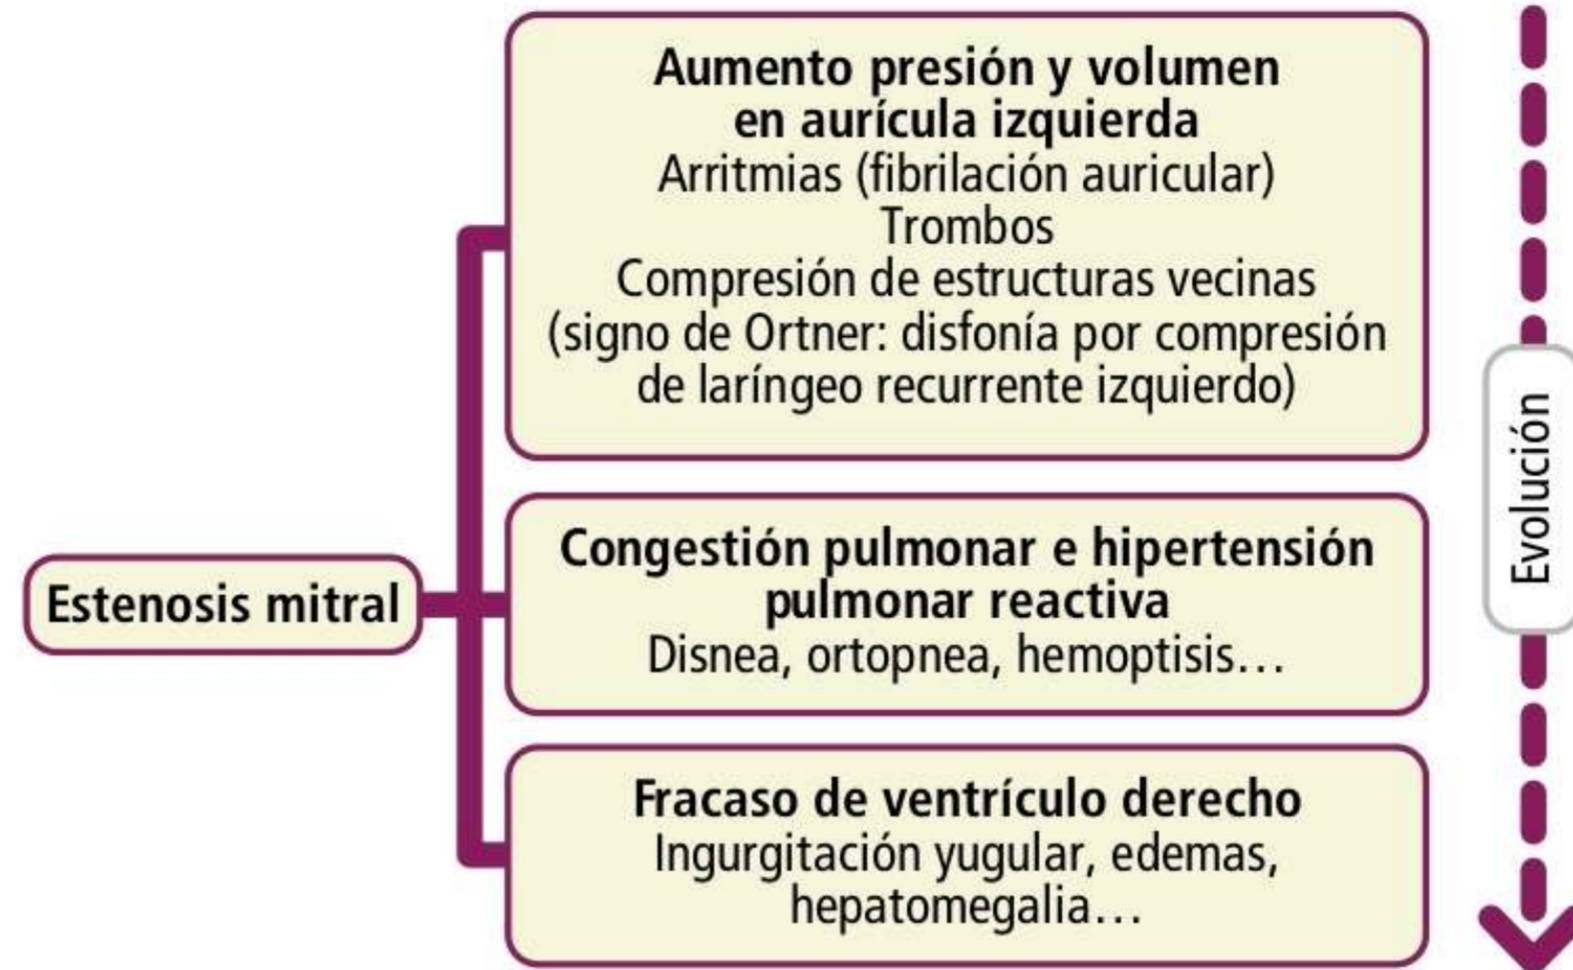 Aumento presión y volumen
en aurícula izquierda
Arritmias (fibrilación auricular)
Trombos
Compresión de estructuras vecinas
(signo de Ortner: disfonía por compresión
de laríngeo recurrente izquierdo)
Estenosis mitral
Congestión pulmonar e hipertensión
pulmonar reactiva
Disnea, ortopnea, hemoptisis...
Fracaso de ventrículo derecho
Ingurgitación yugular, edemas,
hepatomegalia...
Evolución